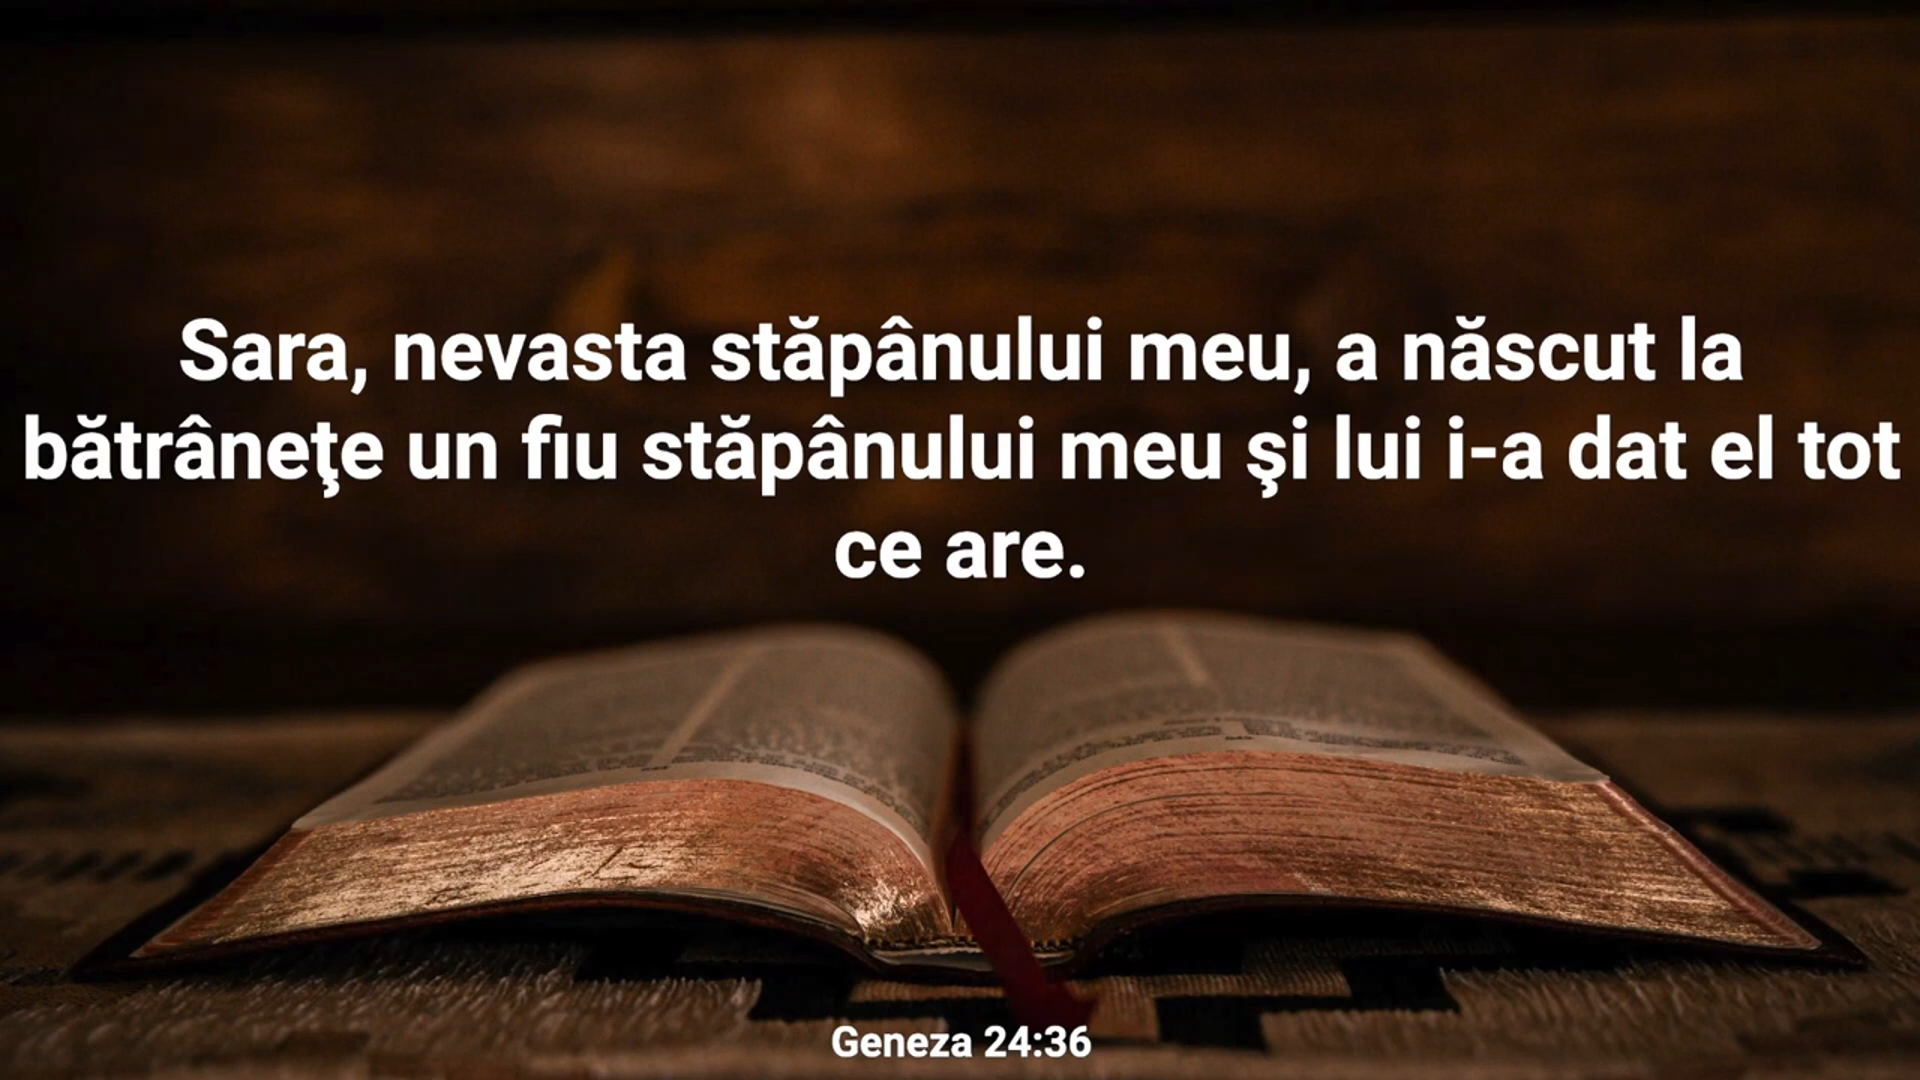 Sara, nevasta stăpânului meu, a născut la
bătrâneţe un fiu stăpânului meu şi lui i-a dat el tot
ce are.
Geneza 24:36